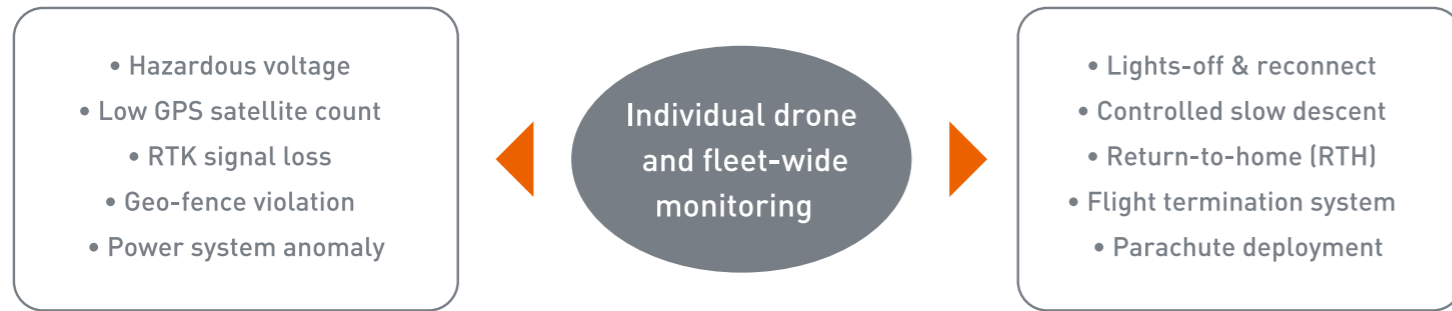 • Hazardous voltage
• Low GPS satellite count
• RTK signal loss
• Geo-fence violation
• Power system anomaly
Individual drone
and fleet-wide
monitoring
• Lights-off & reconnect
• Controlled slow descent
• Return-to-home (RTH)
• Flight termination system
• Parachute deployment